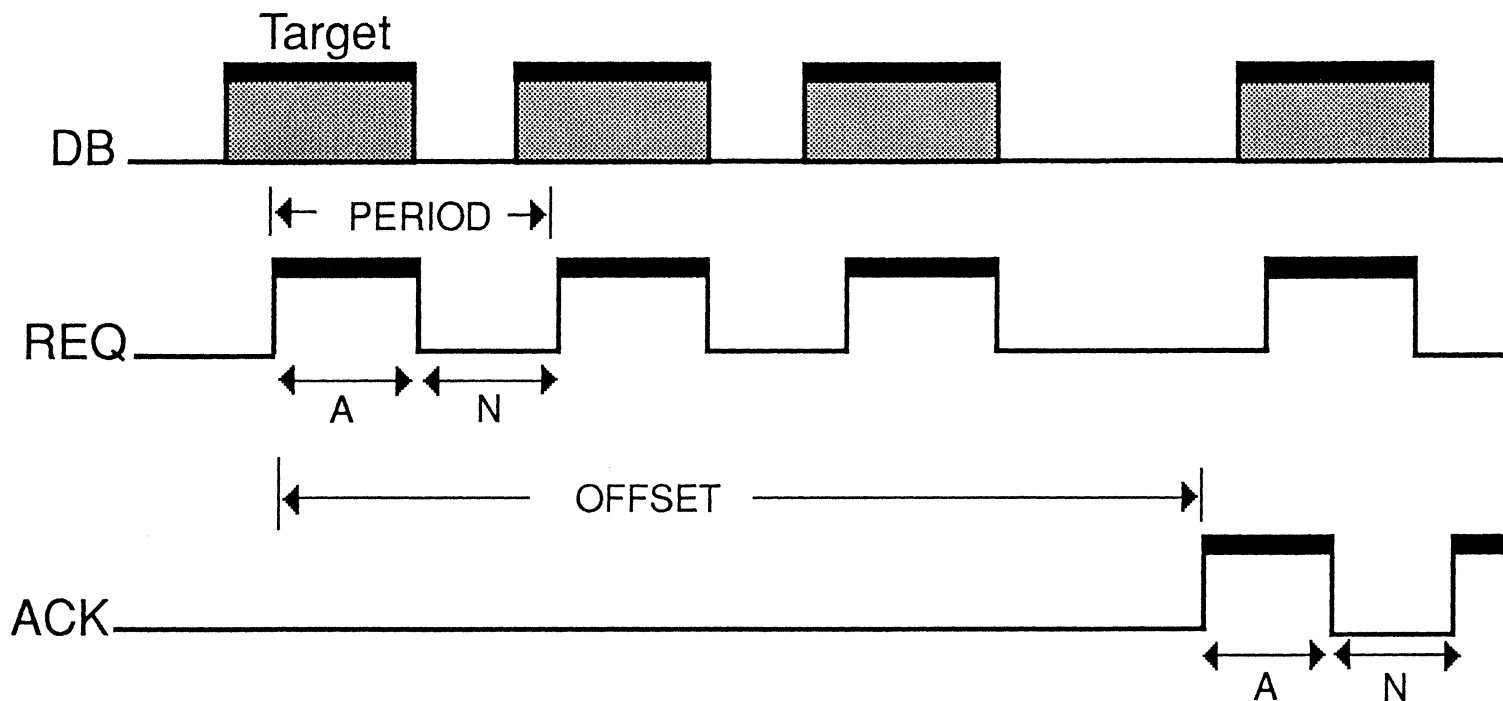 Target
DB
PERIOD
REQ
A N
OFFSET
ACK
A N